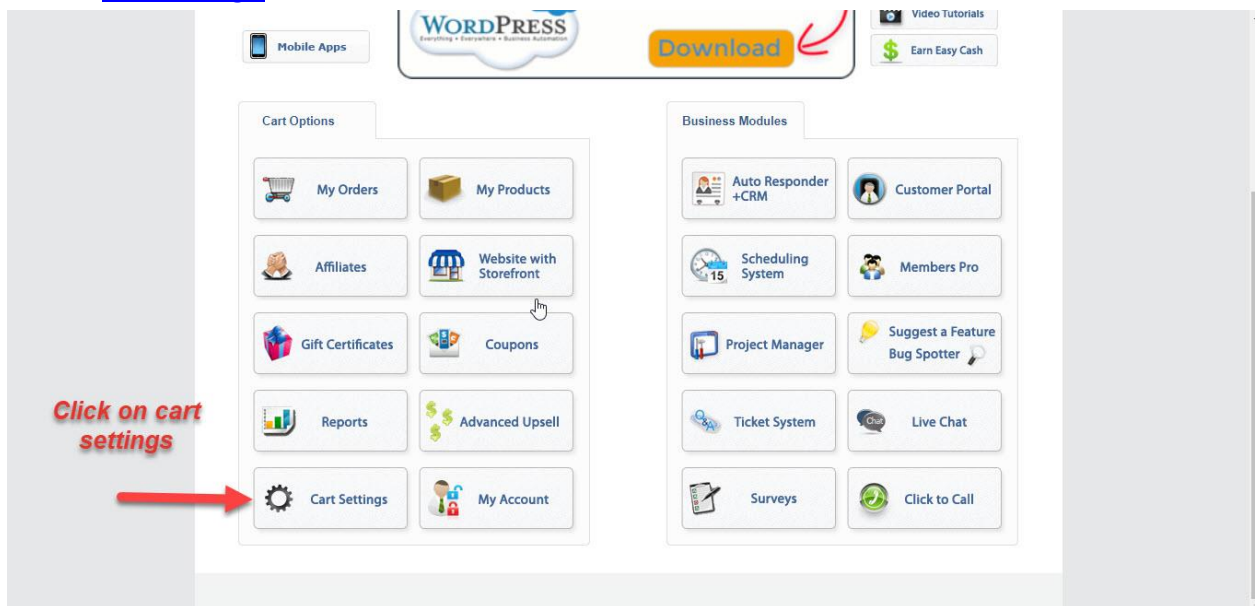 WORDPRESS
Everything + Everywhere + Business Automation
Mobile Apps
Download
Video Tutorials
Earn Easy Cash
Cart Options
My Orders
My Products
Affiliates
Website with
Storefront
Gift Certificates
Coupons
Reports
Advanced Upsell
Cart Settings
My Account
Click on cart
settings
Business Modules
Auto Responder
+CRM
Customer Portal
Scheduling
System
15
Members Pro
Project Manager
Suggest a Feature
Bug Spotter
Ticket System
Chat
Live Chat
Surveys
Click to Call